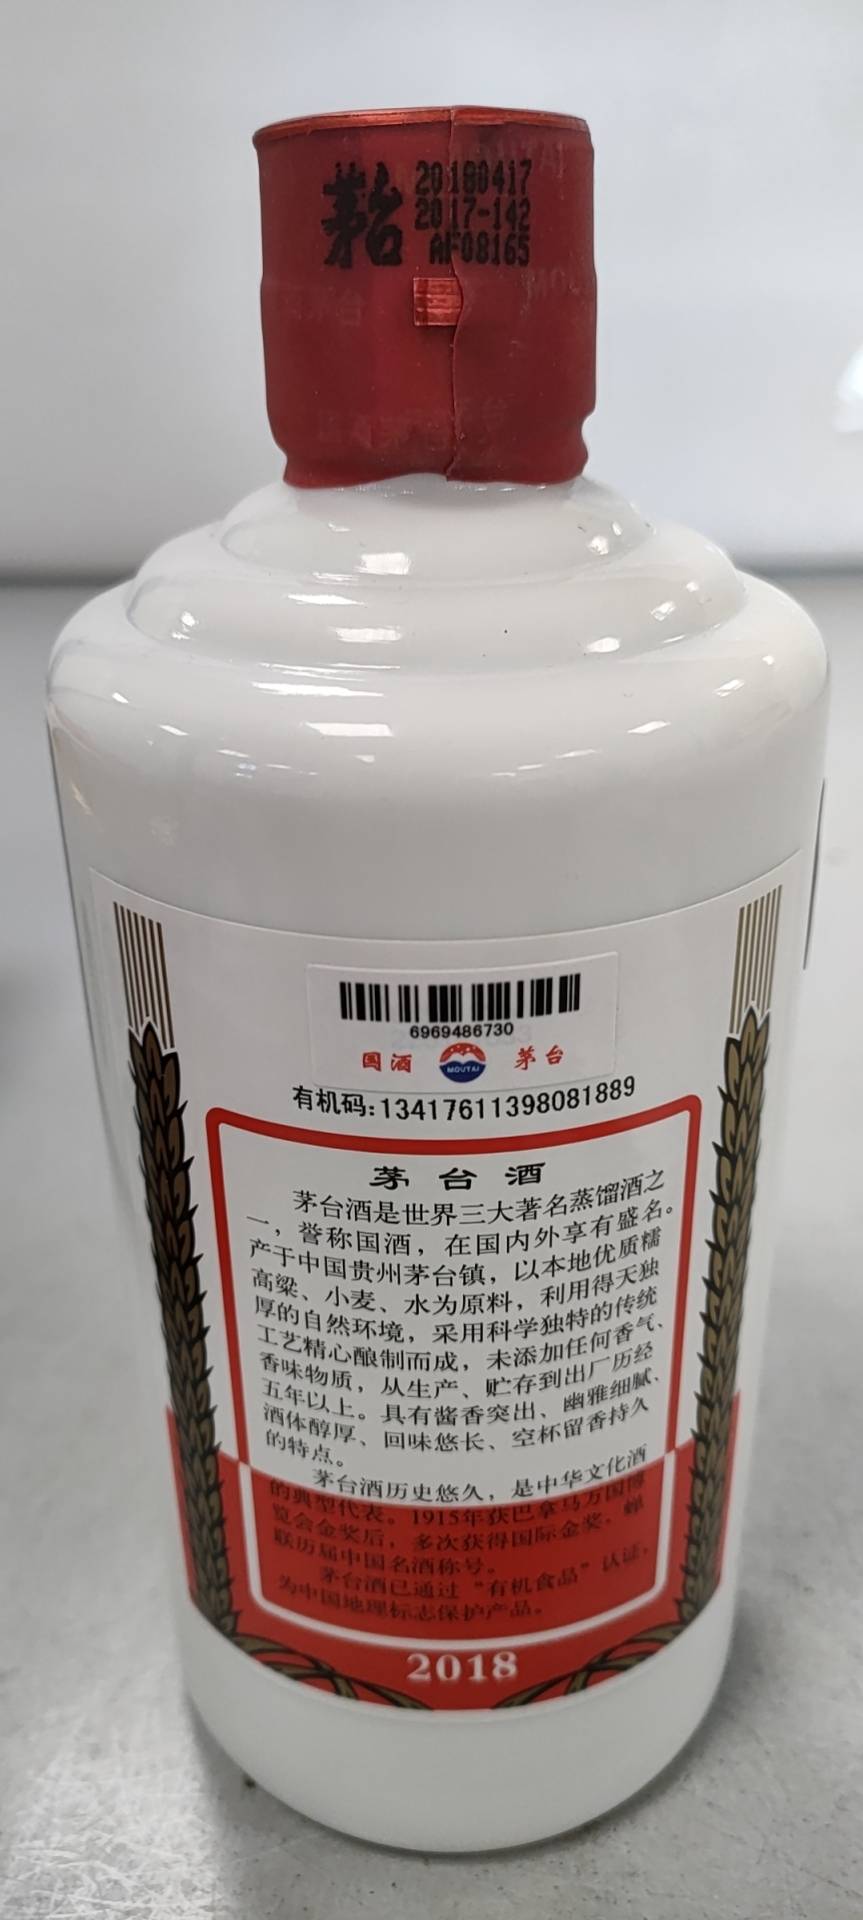 茅台
20180417
2017-142
AF08165
6969486730
国酒 MOUTAI 茅台
有机码:13417611398081889
茅台酒
茅台酒是世界三大著名蒸馏酒之
一，誉称国酒，在国内外享有盛名。
产于中国贵州茅台镇，以本地优质糯
高粱、小麦、水为原料，利用得天独
厚的自然环境，采用科学独特的传统
工艺精心酿制而成，未添加任何香气、
香味物质，从生产、贮存到出厂历经
五年以上。具有酱香突出、幽雅细腻、
酒体醇厚、回味悠长、空杯留香持久
的特点。
茅台酒历史悠久，是中华文化酒
的典型代表。1915年获巴拿马万国博
览会金奖后，多次获得国际金奖，蝉
联历届中国名酒称号。
茅台酒已通过“有机食品”认证，
为中国地理标志保护产品。
2018